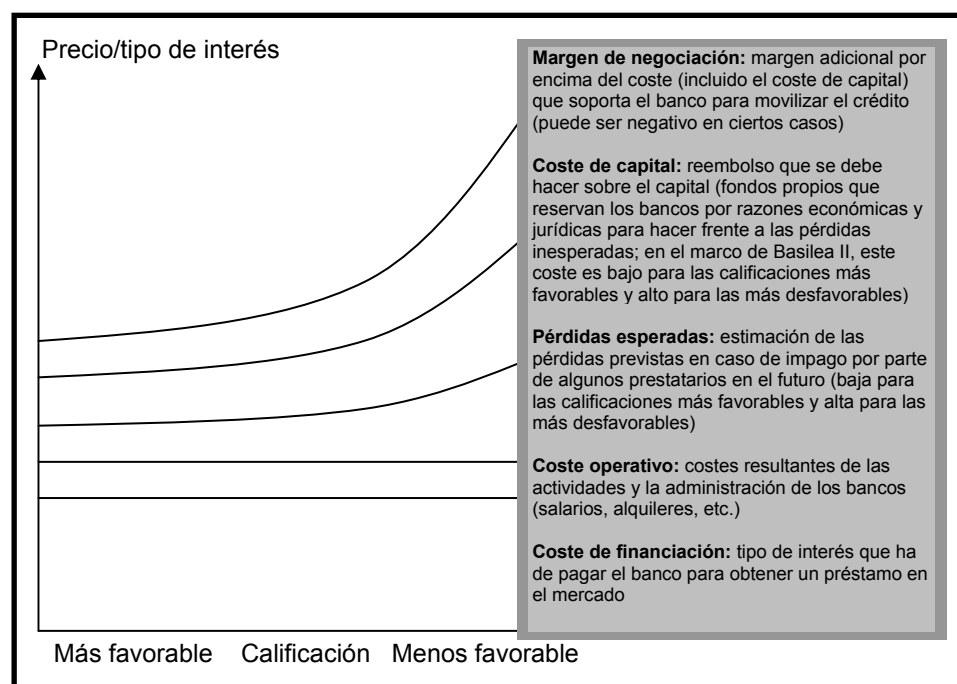 Precio/tipo de interés
Margen de negociación: margen adicional por
encima del coste (incluido el coste de capital)
que soporta el banco para movilizar el crédito
(puede ser negativo en ciertos casos)
Coste de capital: reembolso que se debe
hacer sobre el capital (fondos propios que
reservan los bancos por razones económicas y
jurídicas para hacer frente a las pérdidas
inesperadas; en el marco de Basilea II, este
coste es bajo para las calificaciones más
favorables y alto para las más desfavorables)
Pérdidas esperadas: estimación de las
pérdidas previstas en caso de impago por parte
de algunos prestatarios en el futuro (baja para
las calificaciones más favorables y alta para las
más desfavorables)
Coste operativo: costes resultantes de las
actividades y la administración de los bancos
(salarios, alquileres, etc.)
Coste de financiación: tipo de interés que ha
de pagar el banco para obtener un préstamo en
el mercado
Más favorable Calificación Menos favorable